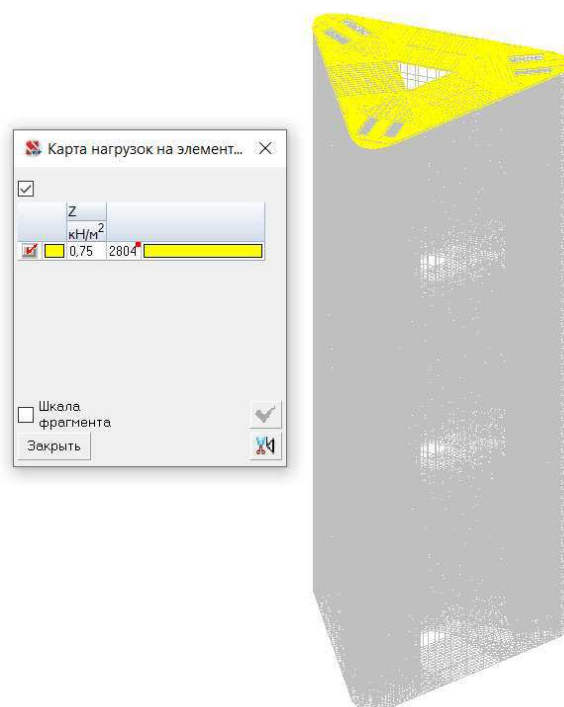 Карта нагрузок на элемент...
Z
кН/м²
0,75 2804
Шкала
фрагмента
Закрыть